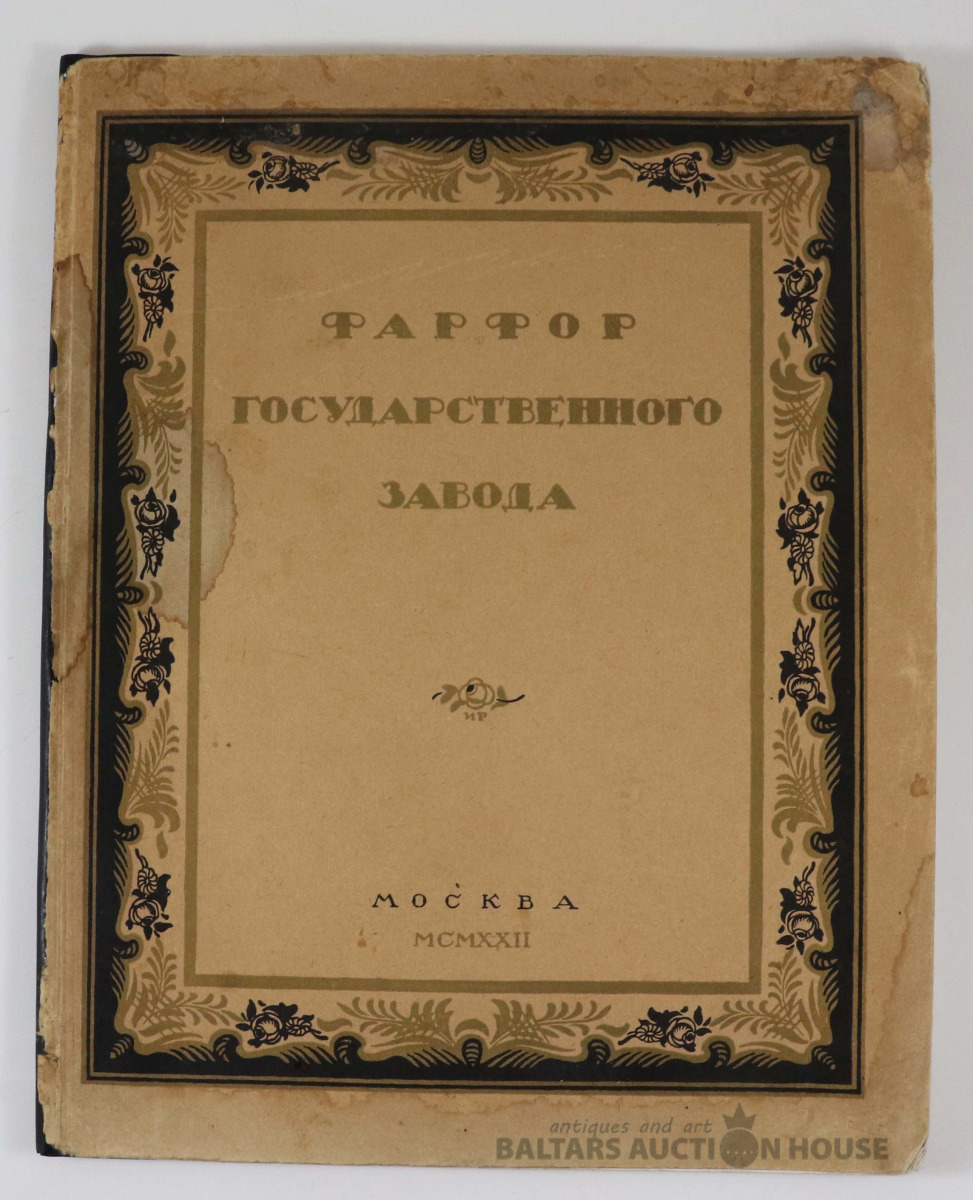 ФАРФОР
ГОСУДАРСТВЕННОГО
ЗАВОДА
ИР
МОСКВА
MCMXXII
antiques and art
BALTARS AUCTION HOUSE